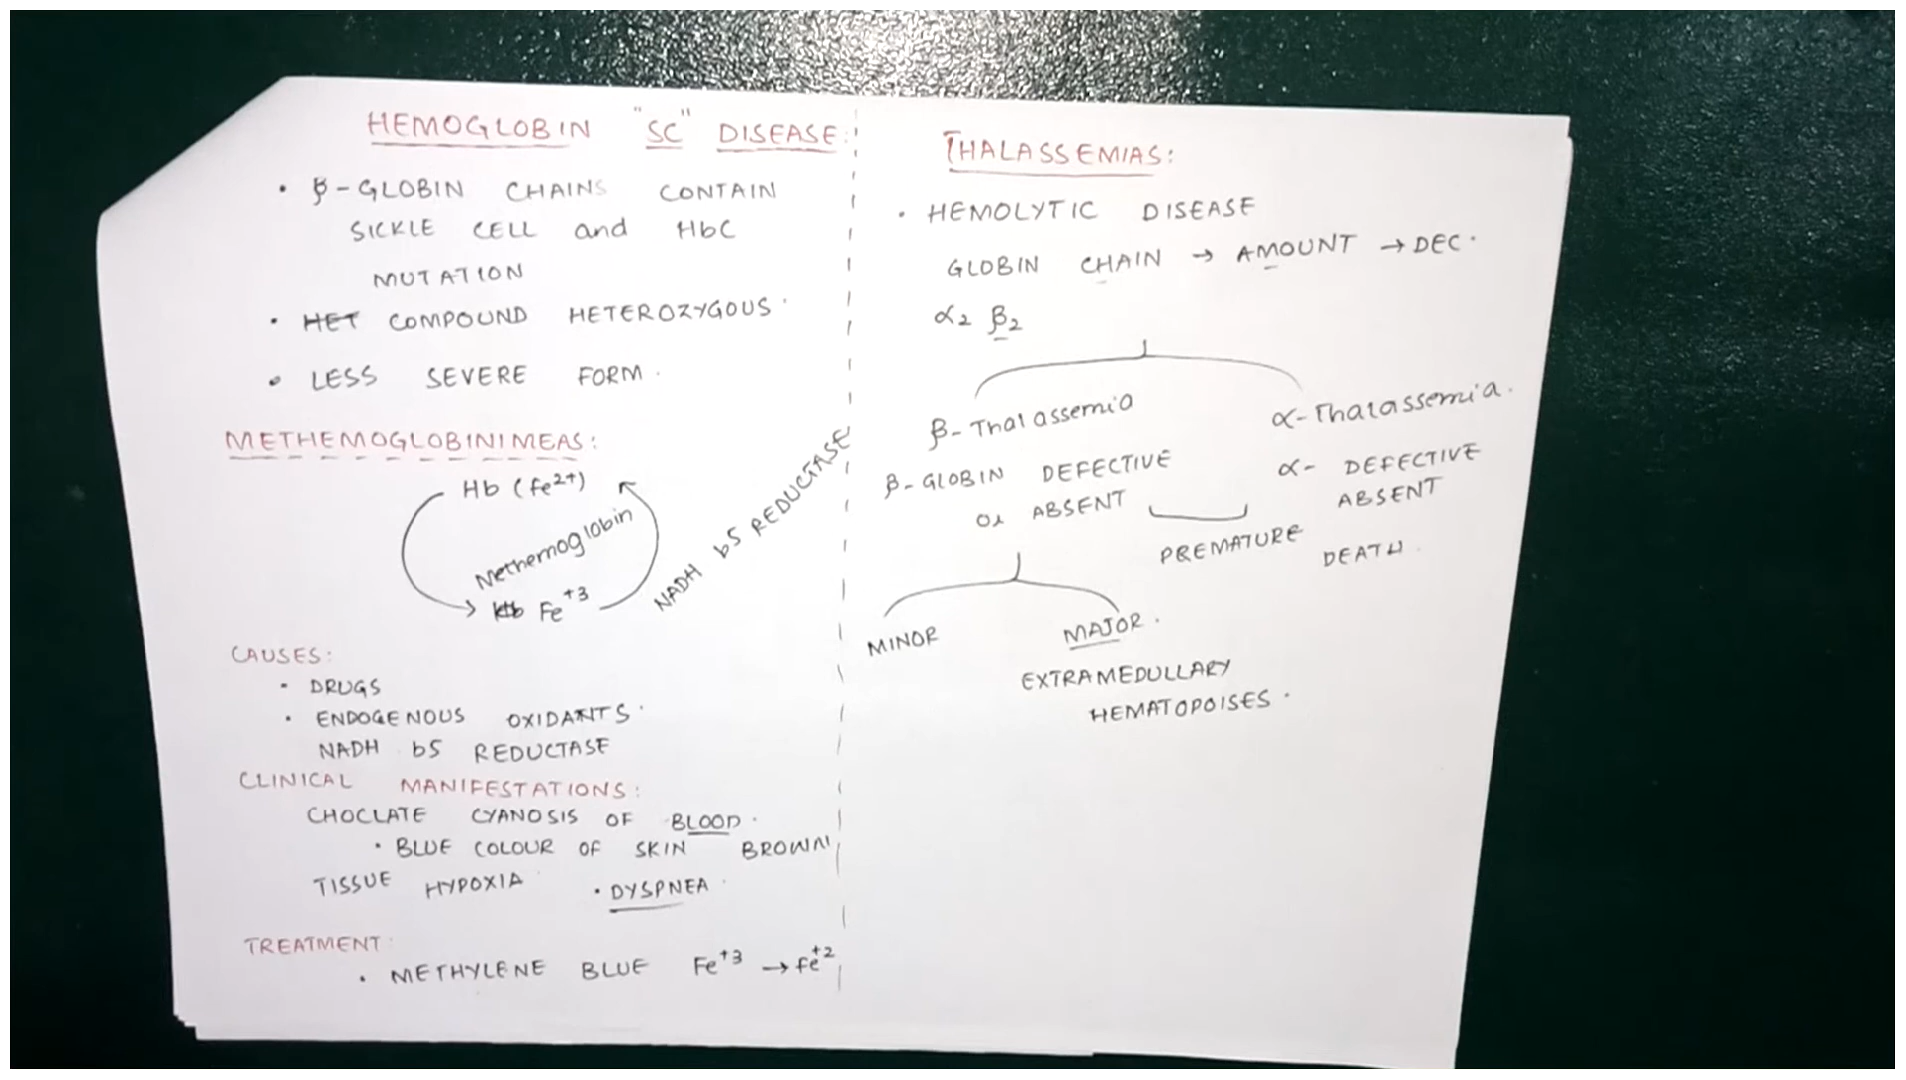 HEMOGLOBIN "SC" DISEASE:
• β-GLOBIN CHAINS CONTAIN
SICKLE CELL and HbC
MUTATION
• HET COMPOUND HETEROZYGOUS.
• LESS SEVERE FORM.
METHEMOGLOBINIMEAS:
Hb (fe2+)
Methemoglobin
Hb Fe+3
NADH b5 REDUCTASE
CAUSES:
• DRUGS
• ENDOGENOUS OXIDANTS.
NADH b5 REDUCTASE
CLINICAL MANIFESTATIONS:
CHOCLATE CYANOSIS OF BLOOD.
• BLUE COLOUR OF SKIN BROWN
TISSUE HYPOXIA • DYSPNEA
TREATMENT:
• METHYLENE BLUE Fe+3 → fe+2
THALASSEMIAS:
• HEMOLYTIC DISEASE
GLOBIN CHAIN → AMOUNT → DEC.
α2 β2
β-Thalassemia
α-Thalassemia.
β-GLOBIN DEFECTIVE
Or ABSENT
α- DEFECTIVE
ABSENT
PREMATURE DEATH.
MINOR
MAJOR.
EXTRAMEDULLARY
HEMATOPOISES.